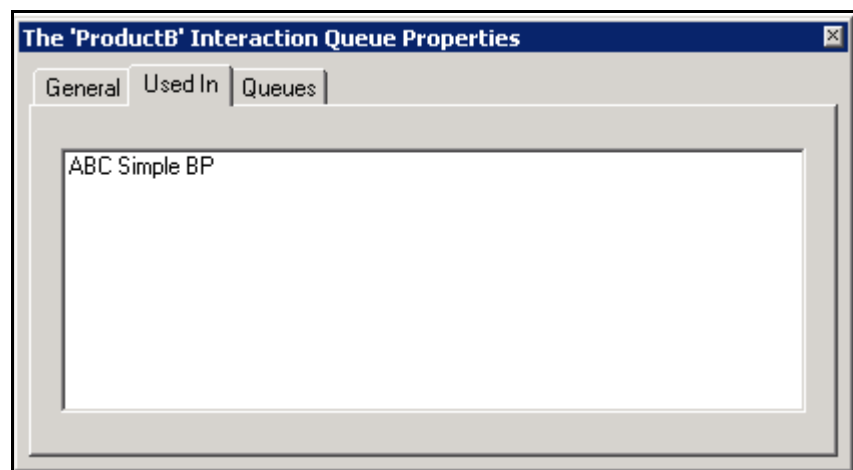 The 'ProductB' Interaction Queue Properties
General Used In Queues
ABC Simple BP